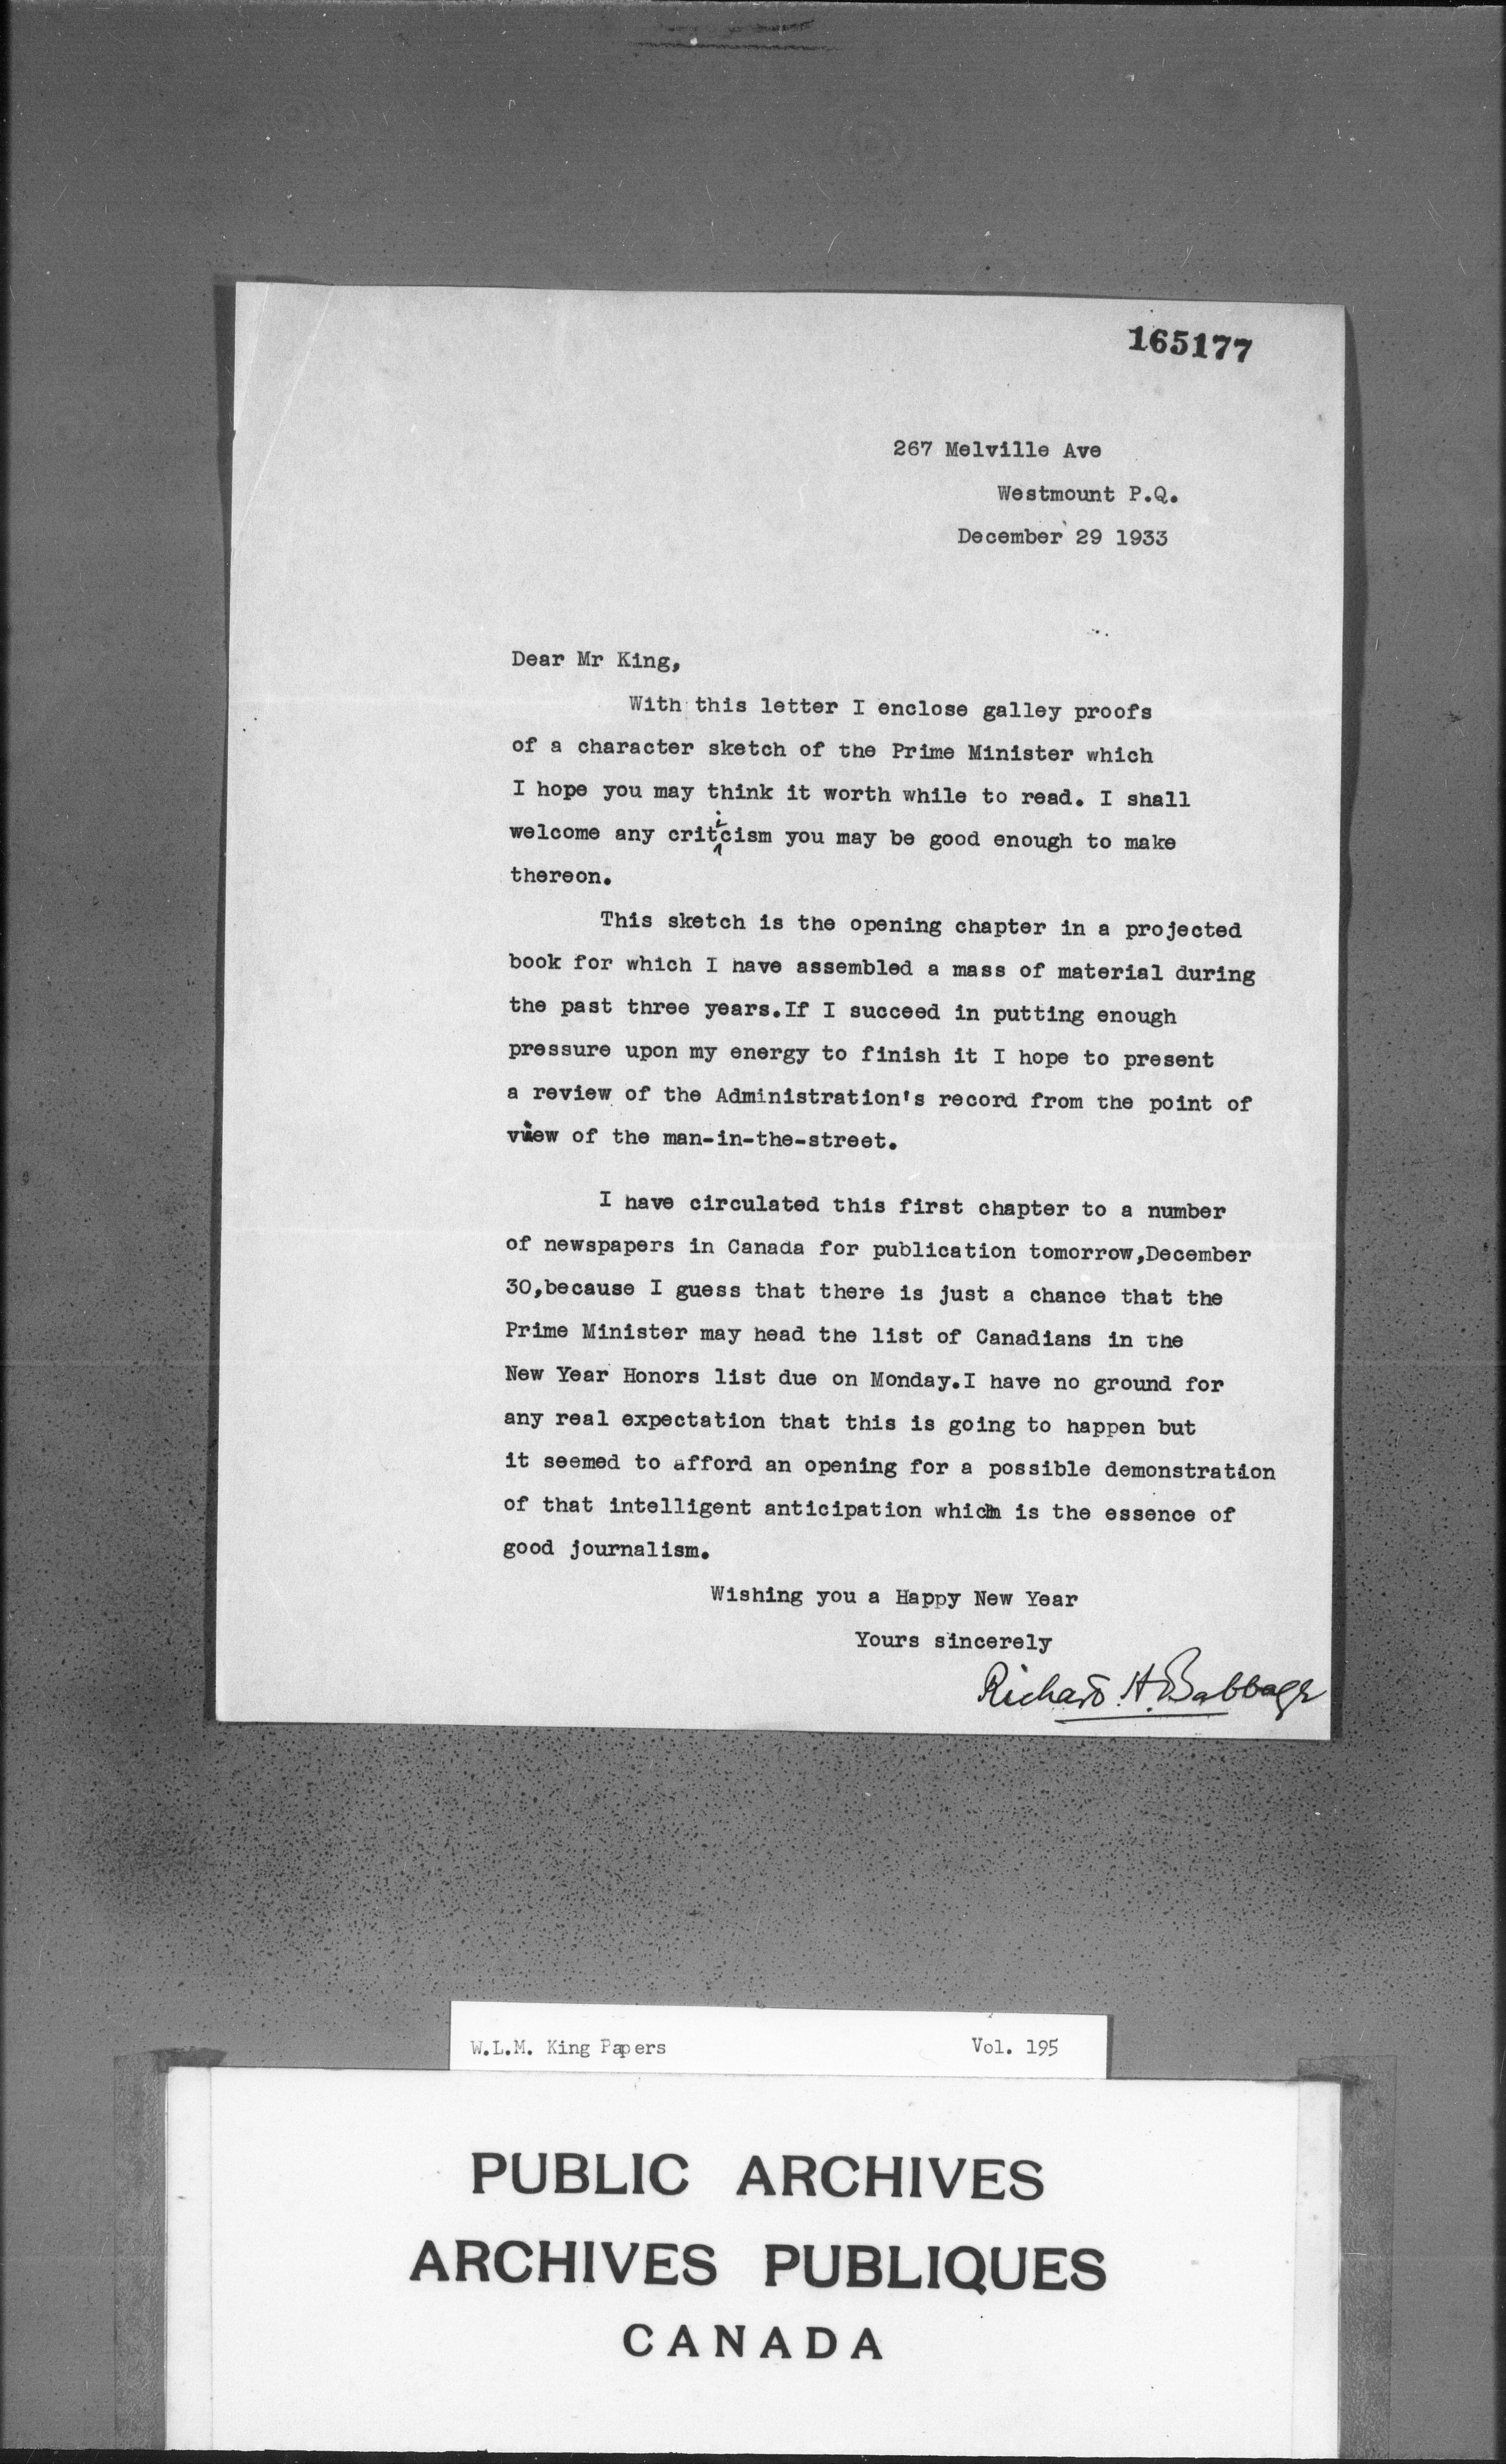 165177
267 Melville Ave
Westmount P.Q.
December 29 1933
Dear Mr King,
With this letter I enclose galley proofs
of a character sketch of the Prime Minister which
I hope you may think it worth while to read. I shall
welcome any criticism you may be good enough to make
thereon.
This sketch is the opening chapter in a projected
book for which I have assembled a mass of material during
the past three years.If I succeed in putting enough
pressure upon my energy to finish it I hope to present
a review of the Administration's record from the point of
view of the man-in-the-street.
I have circulated this first chapter to a number
of newspapers in Canada for publication tomorrow,December
30,because I guess that there is just a chance that the
Prime Minister may head the list of Canadians in the
New Year Honors list due on Monday.I have no ground for
any real expectation that this is going to happen but
it seemed to afford an opening for a possible demonstration
of that intelligent anticipation which is the essence of
good journalism.
Wishing you a Happy New Year
Yours sincerely
Richard H. Babbage
W.L.M. King Papers Vol. 195
PUBLIC ARCHIVES
ARCHIVES PUBLIQUES
CANADA